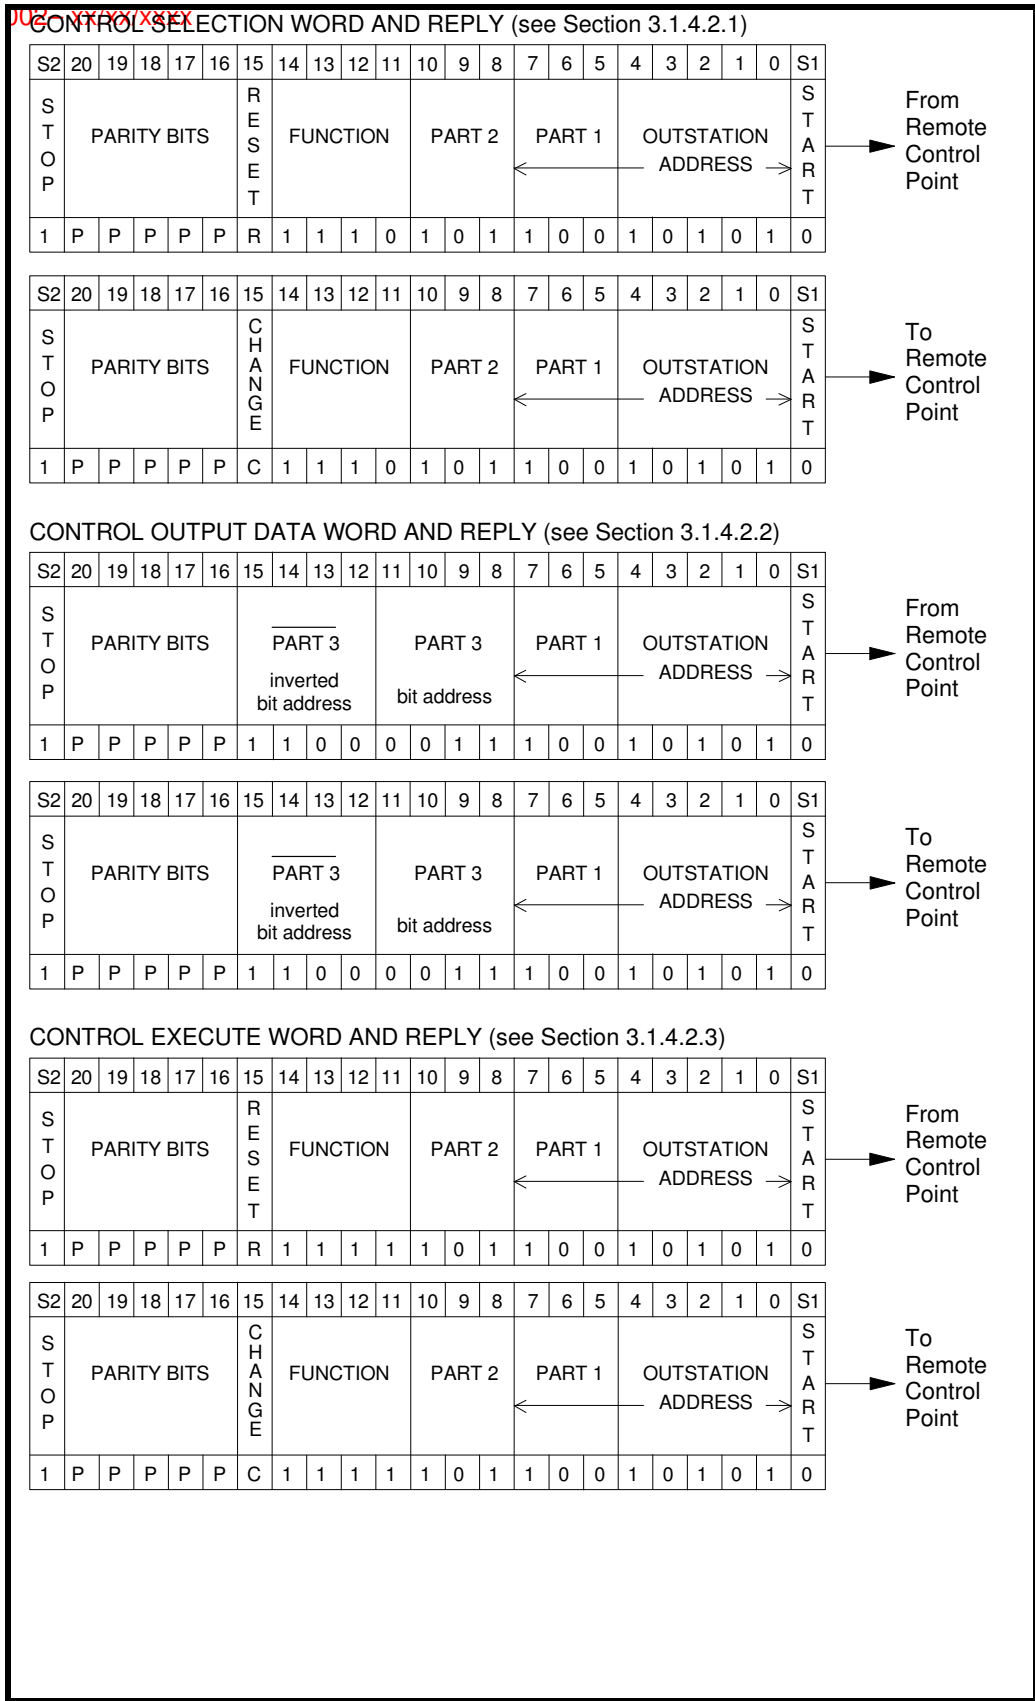 002– xx/xx/xxxx
CONTROL SELECTION WORD AND REPLY (see Section 3.1.4.2.1)
S2 20 19 18 17 16 15 14 13 12 11 10 9 8 7 6 5 4 3 2 1 0 S1
STOP PARITY BITS RESET FUNCTION PART 2 PART 1 OUTSTATION ADDRESS START
From Remote Control Point
1 P P P P P R 1 1 1 0 1 0 1 1 0 0 1 0 1 0 1 0
S2 20 19 18 17 16 15 14 13 12 11 10 9 8 7 6 5 4 3 2 1 0 S1
STOP PARITY BITS CHANGE FUNCTION PART 2 PART 1 OUTSTATION ADDRESS START
To Remote Control Point
1 P P P P P C 1 1 1 0 1 0 1 1 0 0 1 0 1 0 1 0
CONTROL OUTPUT DATA WORD AND REPLY (see Section 3.1.4.2.2)
S2 20 19 18 17 16 15 14 13 12 11 10 9 8 7 6 5 4 3 2 1 0 S1
STOP PARITY BITS PART 3 inverted bit address PART 3 bit address PART 1 OUTSTATION ADDRESS START
From Remote Control Point
1 P P P P P 1 1 0 0 0 0 1 1 1 0 0 1 0 1 0 1 0
S2 20 19 18 17 16 15 14 13 12 11 10 9 8 7 6 5 4 3 2 1 0 S1
STOP PARITY BITS PART 3 inverted bit address PART 3 bit address PART 1 OUTSTATION ADDRESS START
To Remote Control Point
1 P P P P P 1 1 0 0 0 0 1 1 1 0 0 1 0 1 0 1 0
CONTROL EXECUTE WORD AND REPLY (see Section 3.1.4.2.3)
S2 20 19 18 17 16 15 14 13 12 11 10 9 8 7 6 5 4 3 2 1 0 S1
STOP PARITY BITS RESET FUNCTION PART 2 PART 1 OUTSTATION ADDRESS START
From Remote Control Point
1 P P P P P R 1 1 1 1 1 0 1 1 0 0 1 0 1 0 1 0
S2 20 19 18 17 16 15 14 13 12 11 10 9 8 7 6 5 4 3 2 1 0 S1
STOP PARITY BITS CHANGE FUNCTION PART 2 PART 1 OUTSTATION ADDRESS START
To Remote Control Point
1 P P P P P C 1 1 1 1 1 0 1 1 0 0 1 0 1 0 1 0